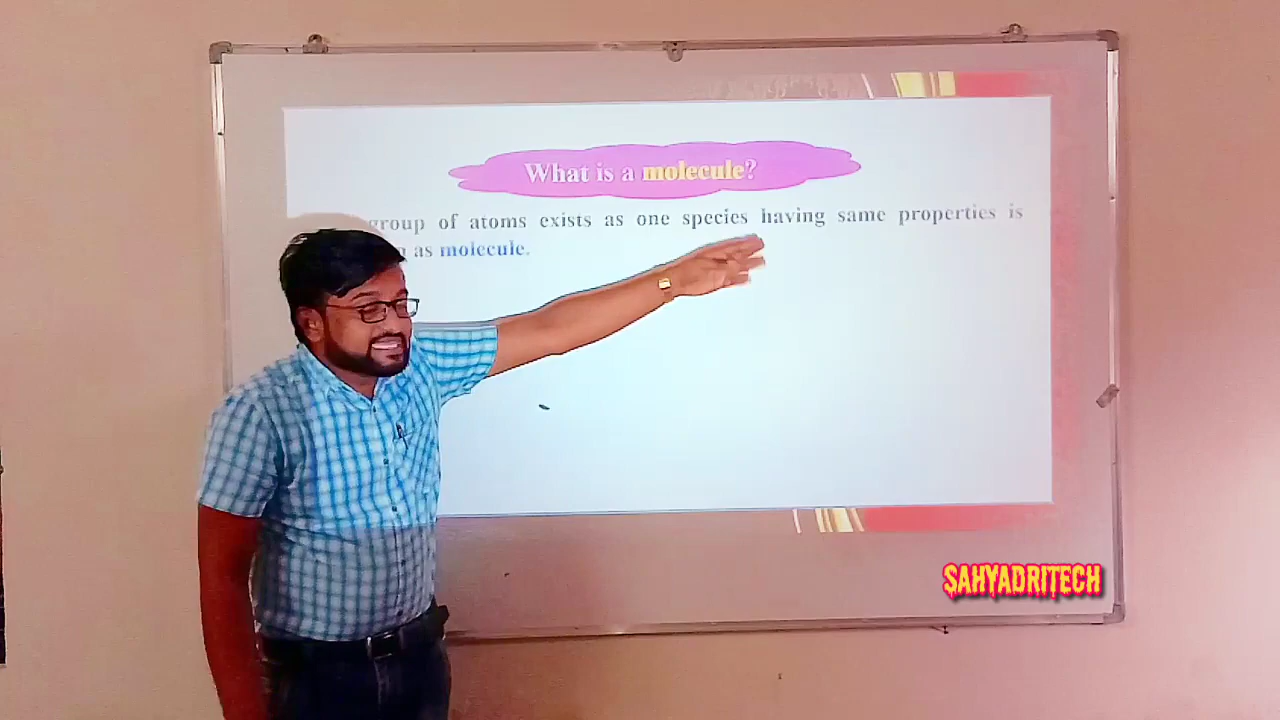 What is a molecule?
group of atoms exists as one species having same properties is
as molecule.
SAHYADRITECH